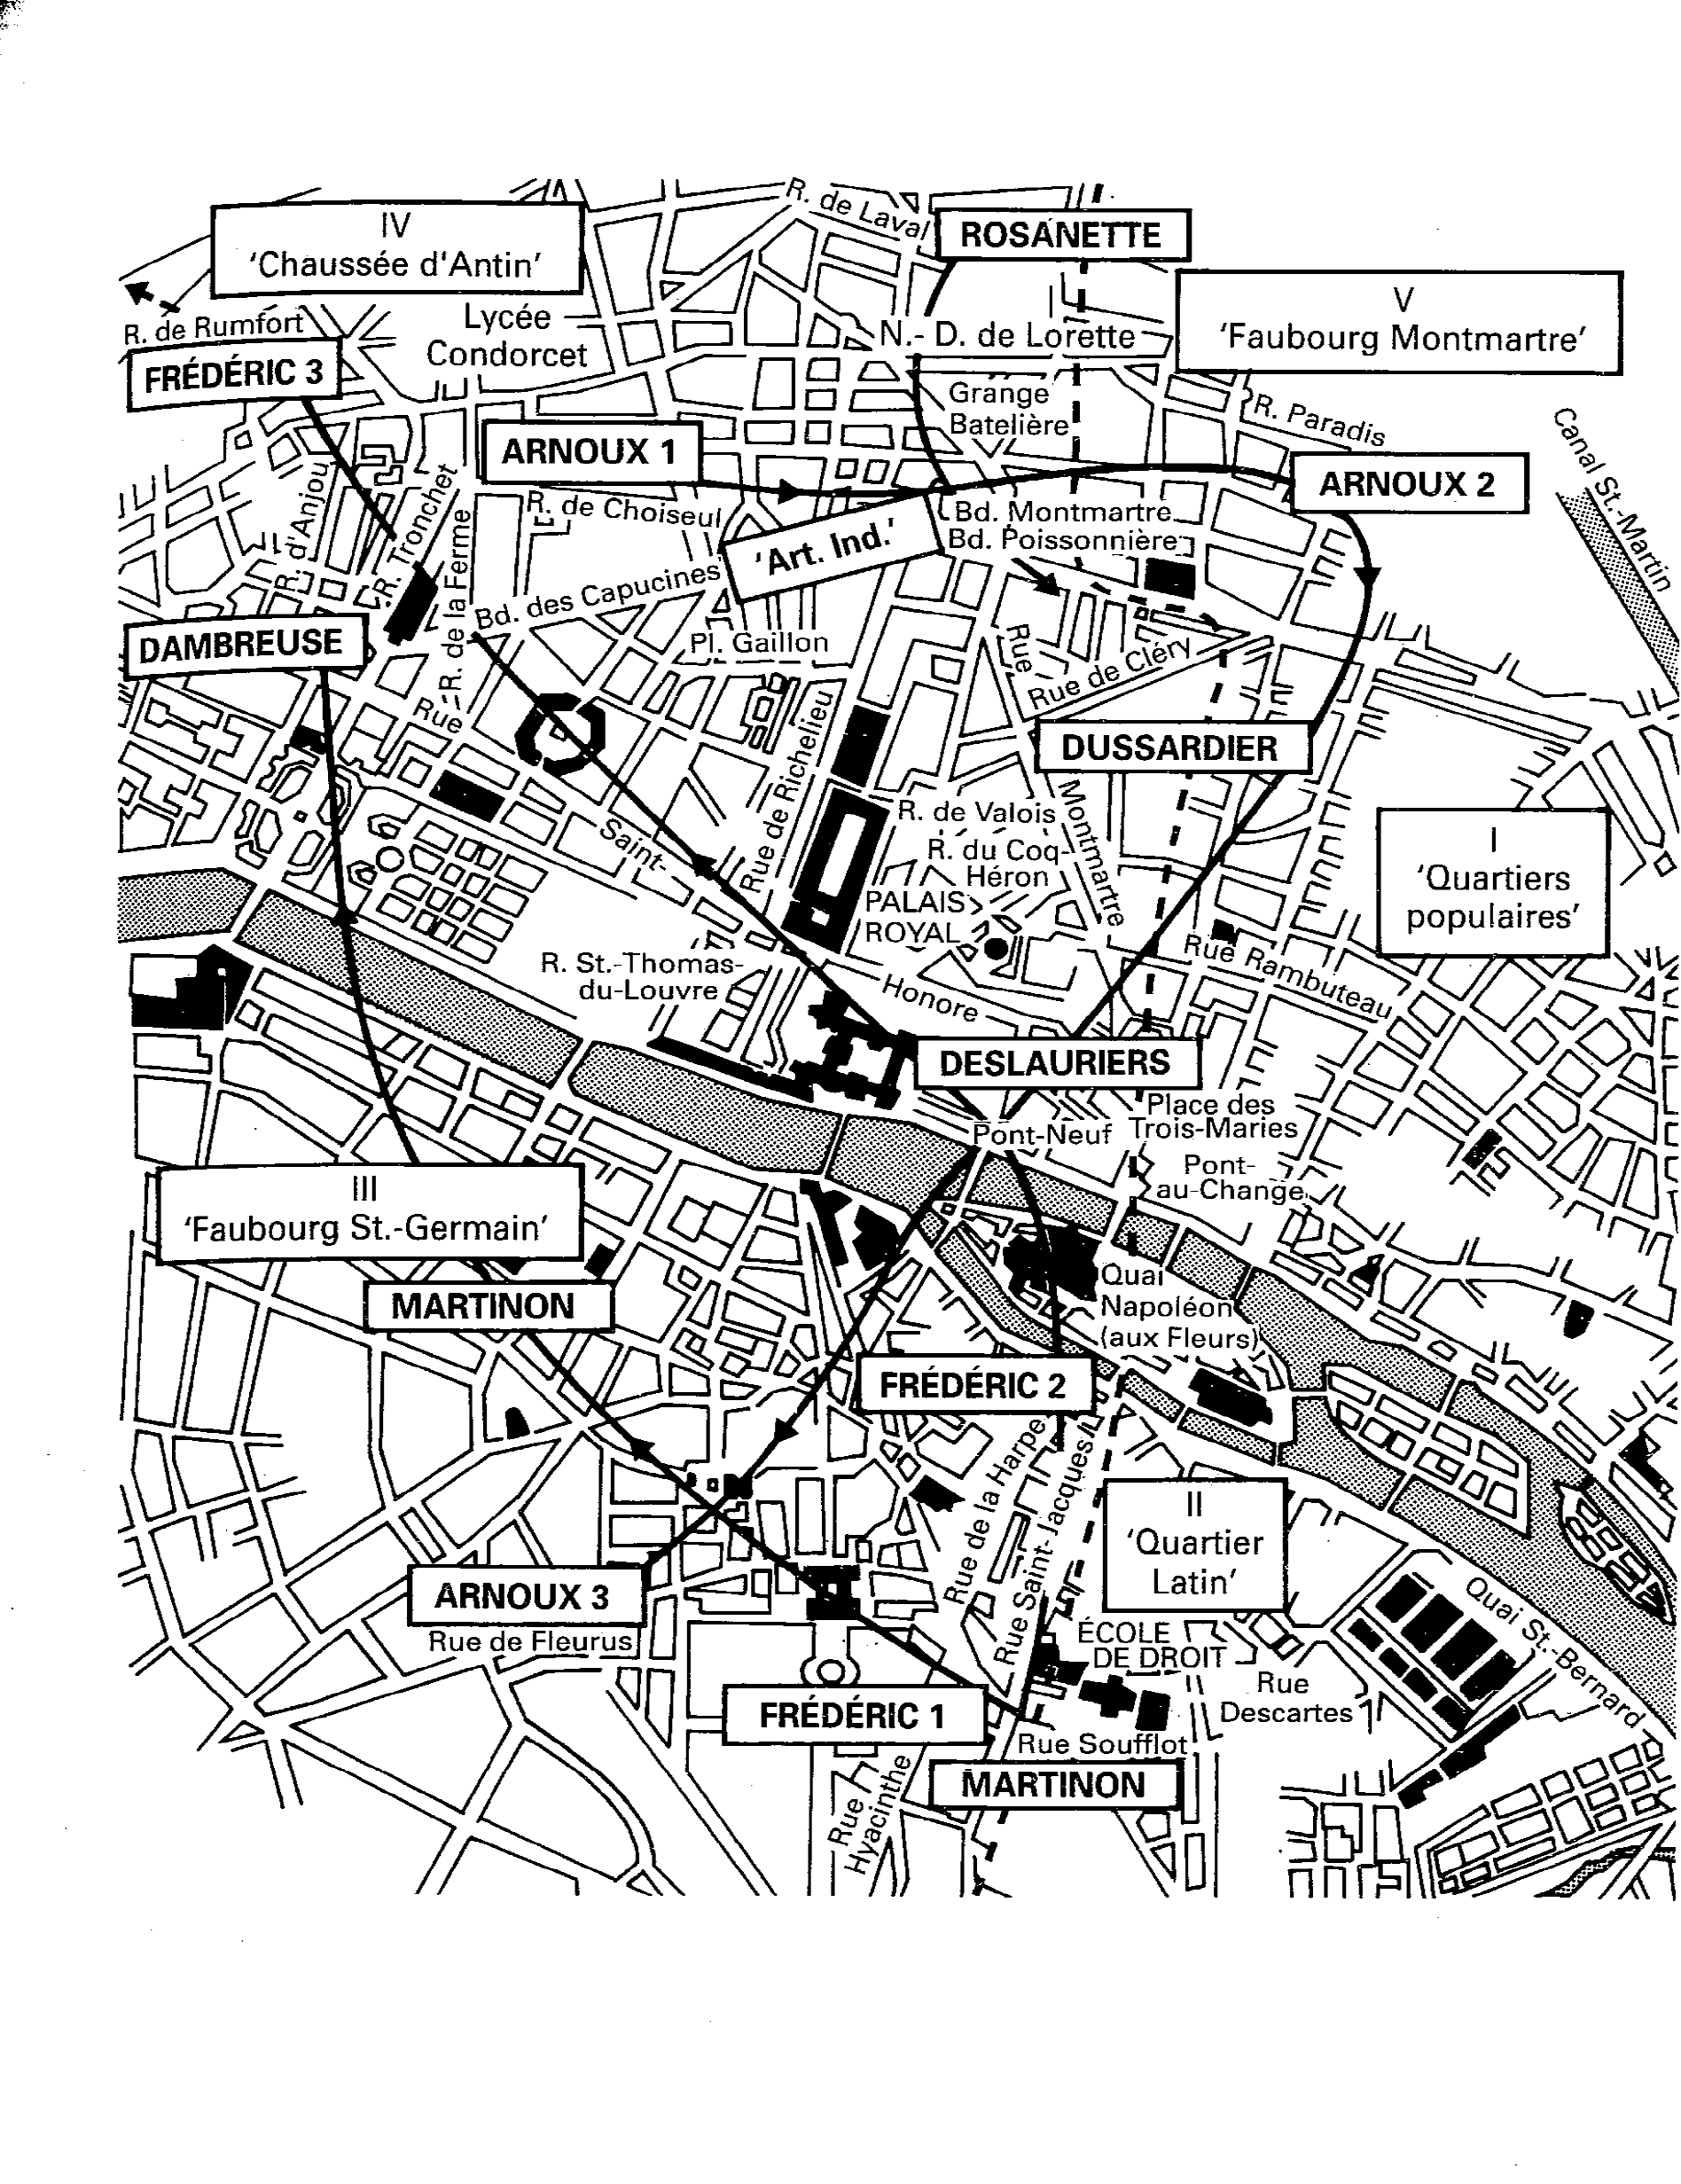 R. de Laval
IV
'Chaussée d'Antin'
ROSANETTE
V
'Faubourg Montmartre'
R. de Rumfort
Lycée
Condorcet
N.- D. de Lorette
FRÉDÉRIC 3
Grange
Batelière
R. Paradis
Canal St.-Martin
ARNOUX 1
ARNOUX 2
R. d'Anjou
R. Tronchet
R. de la Ferme
R. de Choiseul
'Art. Ind.'
Bd. Montmartre
Bd. Poissonnière
Bd. des Capucines
DAMBREUSE
Pl. Gaillon
Rue
Montmartre
Rue de Cléry
Rue
Saint-
Honore
Rue de Richelieu
DUSSARDIER
R. de Valois
R. du Coq-
Héron
PALAIS
ROYAL
I
'Quartiers
populaires'
Rue Rambuteau
R. St.-Thomas-
du-Louvre
DESLAURIERS
Place des
Trois-Maries
Pont-Neuf
Pont-
au-Change
III
'Faubourg St.-Germain'
MARTINON
Quai
Napoléon
(aux Fleurs)
FRÉDÉRIC 2
Rue de la Harpe
Rue Saint-Jacques
II
'Quartier
Latin'
ARNOUX 3
Rue de Fleurus
ÉCOLE
DE DROIT
Rue
Descartes
Quai St.-Bernard
FRÉDÉRIC 1
Rue Soufflot
MARTINON
Rue
Hyacinthe